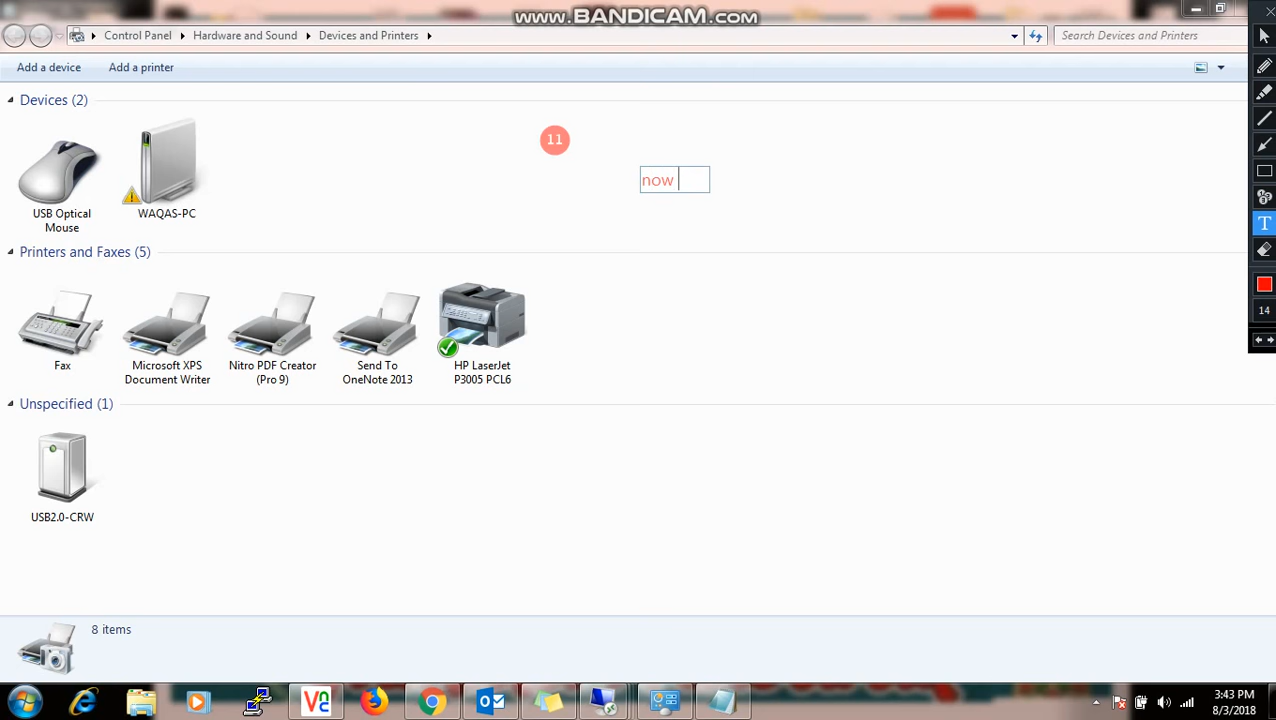 www.BANDICAM.com
Control Panel
Hardware and Sound
Devices and Printers
Search Devices and Printers
Add a device
Add a printer
Devices (2)
11
now
USB Optical
Mouse
WAQAS-PC
Printers and Faxes (5)
Fax
Microsoft XPS
Document Writer
Nitro PDF Creator
(Pro 9)
Send To
OneNote 2013
HP LaserJet
P3005 PCL6
Unspecified (1)
USB2.0-CRW
8 items
T
14
3:43 PM
8/3/2018